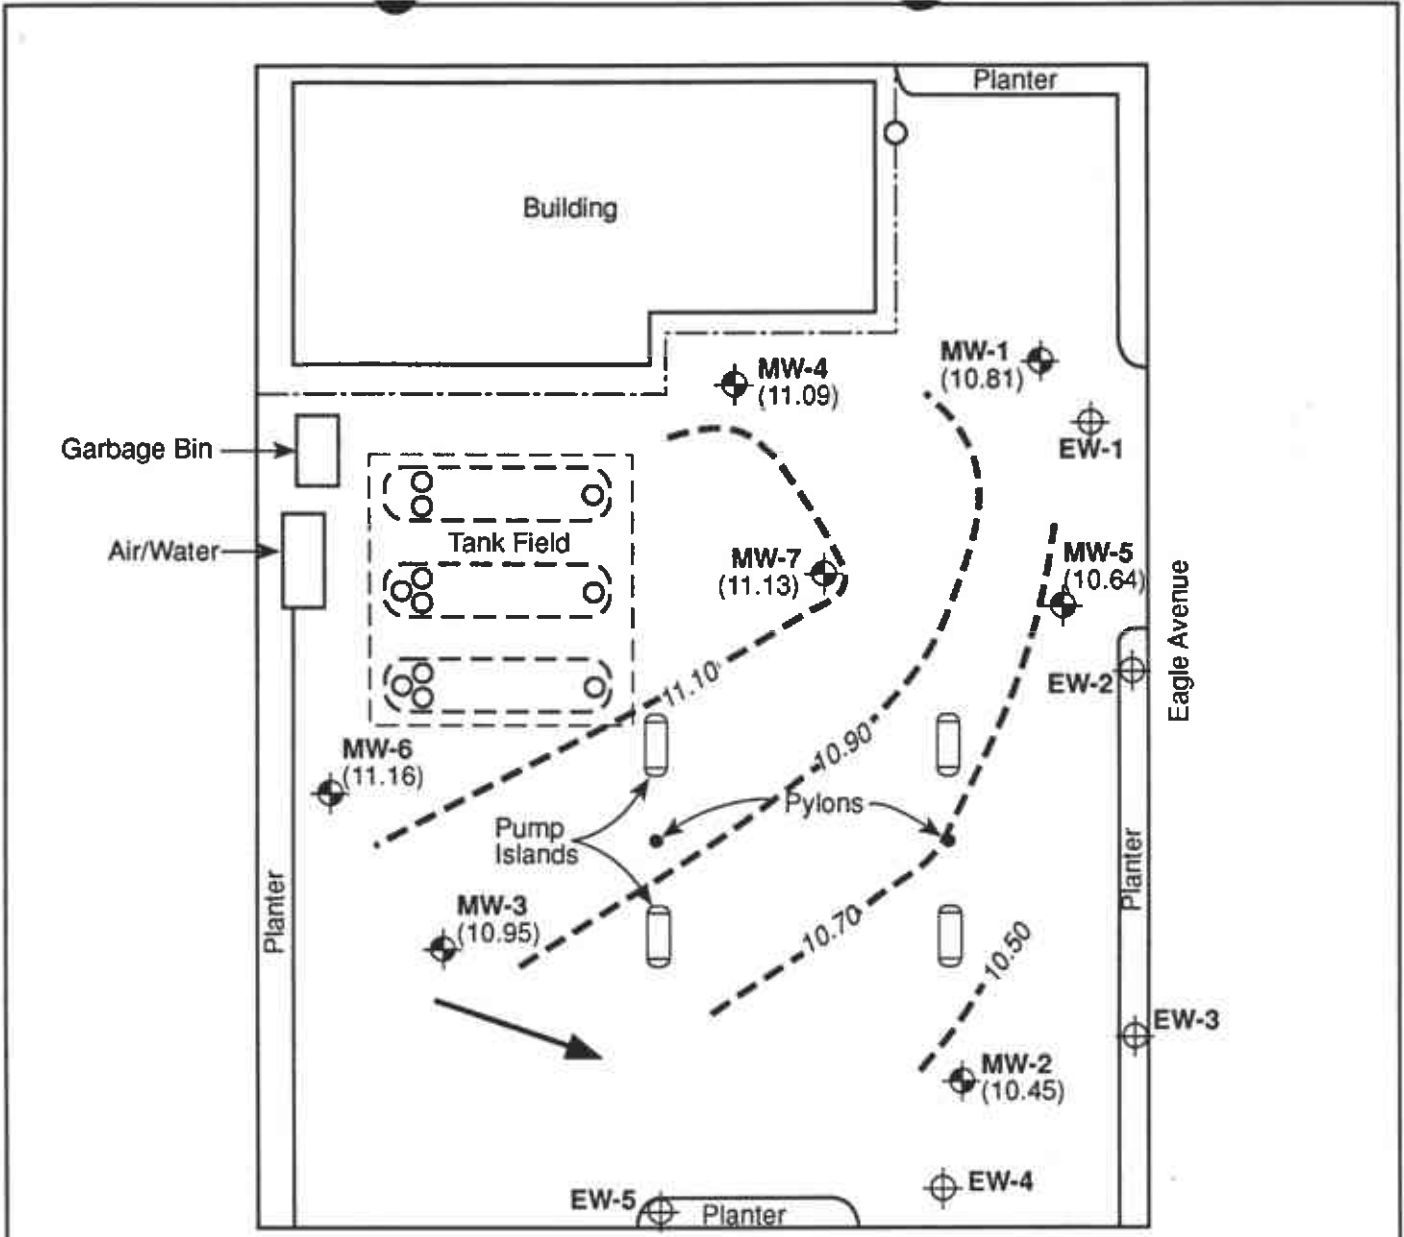 Planter
Building
MW-1
(10.81)
MW-4
(11.09)
EW-1
Garbage Bin
Tank Field
Air/Water
MW-7
(11.13)
MW-5
(10.64)
Eagle Avenue
EW-2
11.10
MW-6
(11.16)
10.90
Pylons
Pump
Islands
Planter
Planter
MW-3
(10.95)
10.70
10.50
EW-3
MW-2
(10.45)
EW-4
EW-5
Planter